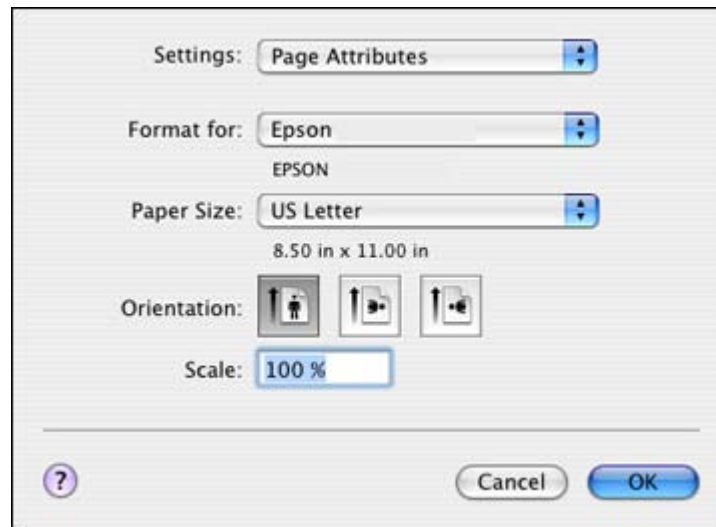 Settings: Page Attributes
Format for: Epson
EPSON
Paper Size: US Letter
8.50 in x 11.00 in
Orientation:
Scale: 100 %
? Cancel OK